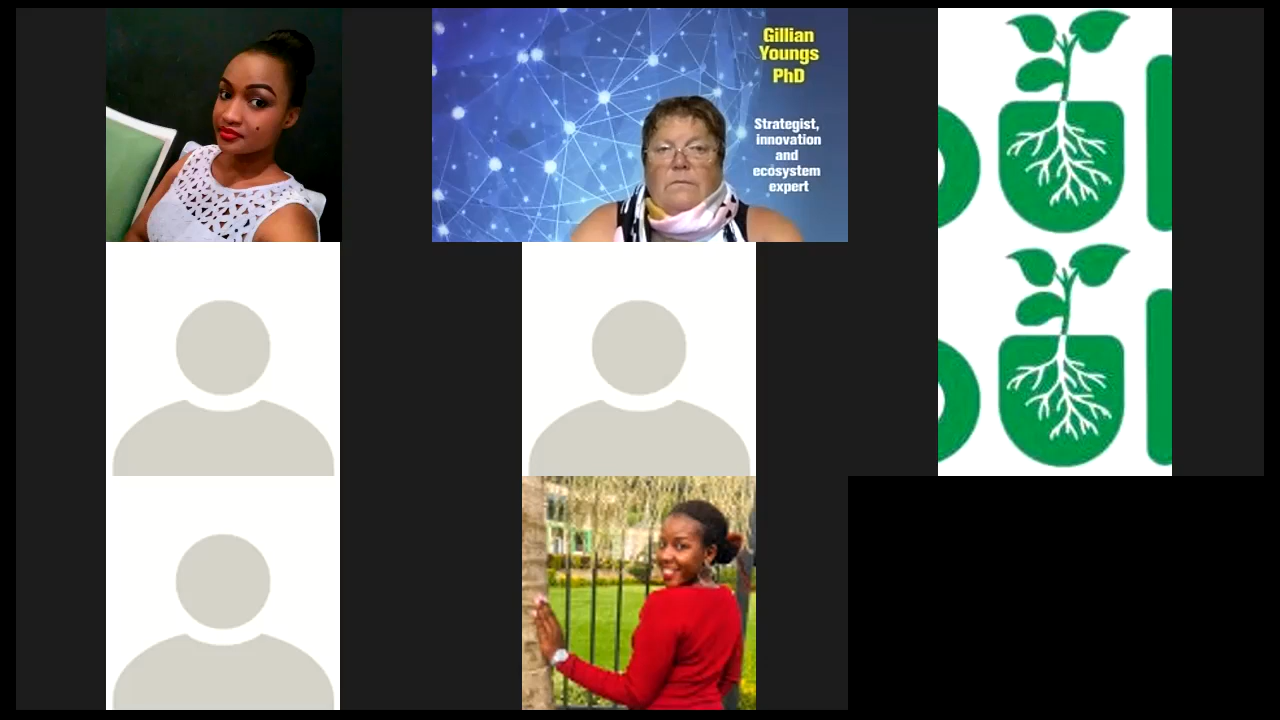 Gillian
Youngs
PhD
Strategist,
innovation
and
ecosystem
expert